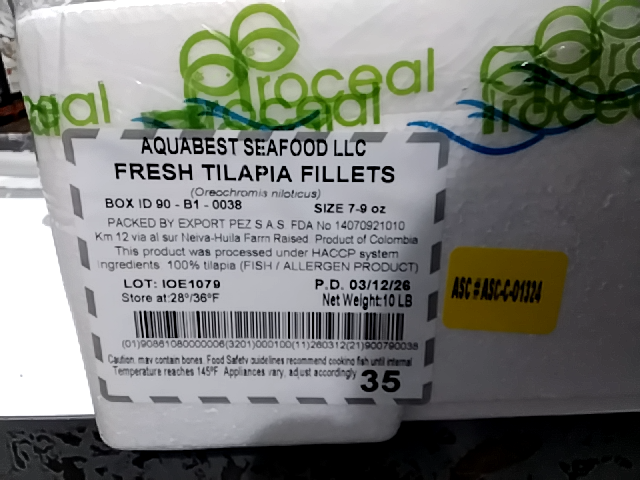 Proceal
Proceal
Proceal
AQUABEST SEAFOOD LLC
FRESH TILAPIA FILLETS
(Oreochromis niloticus)
BOX ID 90 - B1 - 0038 SIZE 7-9 oz
PACKED BY EXPORT PEZ S A S. FDA No 14070921010
Km 12 via al sur Neiva-Huila Farm Raised Product of Colombia
This product was processed under HACCP system
Ingredients 100% tilapia (FISH / ALLERGEN PRODUCT)
LOT: IOE1079 P.D. 03/12/26
Store at:28°/36°F Net Weight:10 LB
(01)90861080000006(3201)000100(11)260312(21)900790038
Caution, may contain bones. Food Safety guidelines recommend cooking fish until internal
Temperature reaches 145°F. Appliances vary, adjust accordingly
35
ASC # ASC-C-01324